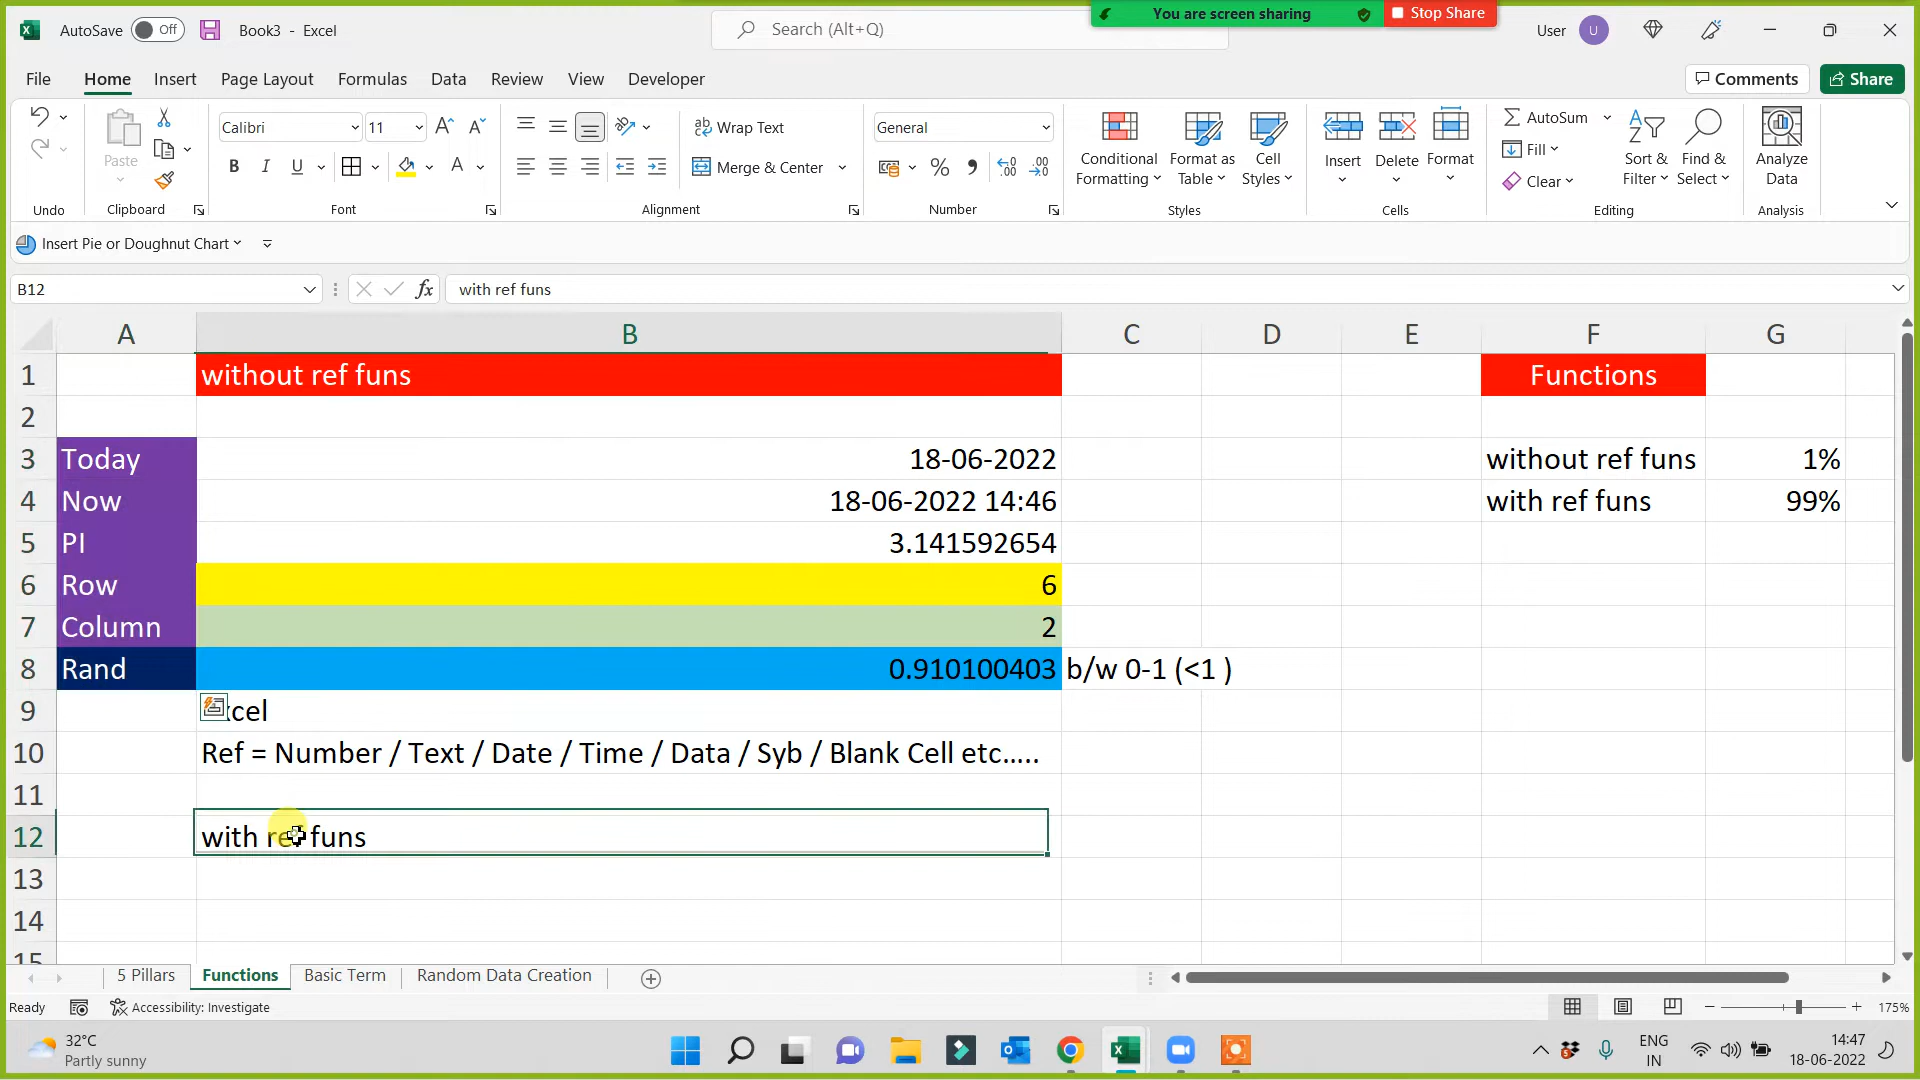 You are screen sharing
Stop Share
AutoSave
Off
Book3 - Excel
Search (Alt+Q)
User
U
File
Home
Insert
Page Layout
Formulas
Data
Review
View
Developer
Comments
Share
Paste
Calibri
11
B
I
U
A
Wrap Text
Merge & Center
General
%
Conditional
Formatting
Format as
Table
Cell
Styles
Insert
Delete
Format
AutoSum
Fill
Clear
Sort &
Filter
Find &
Select
Analyze
Data
Undo
Clipboard
Font
Alignment
Number
Styles
Cells
Editing
Analysis
Insert Pie or Doughnut Chart
B12
fx
with ref funs
A B C D E F G
1 without ref funs Functions
2
3 Today 18-06-2022 without ref funs 1%
4 Now 18-06-2022 14:46 with ref funs 99%
5 PI 3.141592654
6 Row 6
7 Column 2
8 Rand 0.910100403 b/w 0-1 (<1 )
9 xcel
10 Ref = Number / Text / Date / Time / Data / Syb / Blank Cell etc.....
11
12 with ref funs
13
14
15
5 Pillars
Functions
Basic Term
Random Data Creation
Ready
Accessibility: Investigate
175%
32°C
Partly sunny
ENG
IN
14:47
18-06-2022